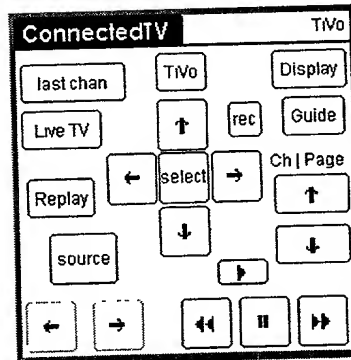 ConnectedTV TiVo
last chan TiVo Display
Live TV rec Guide
select Ch | Page
Replay
source